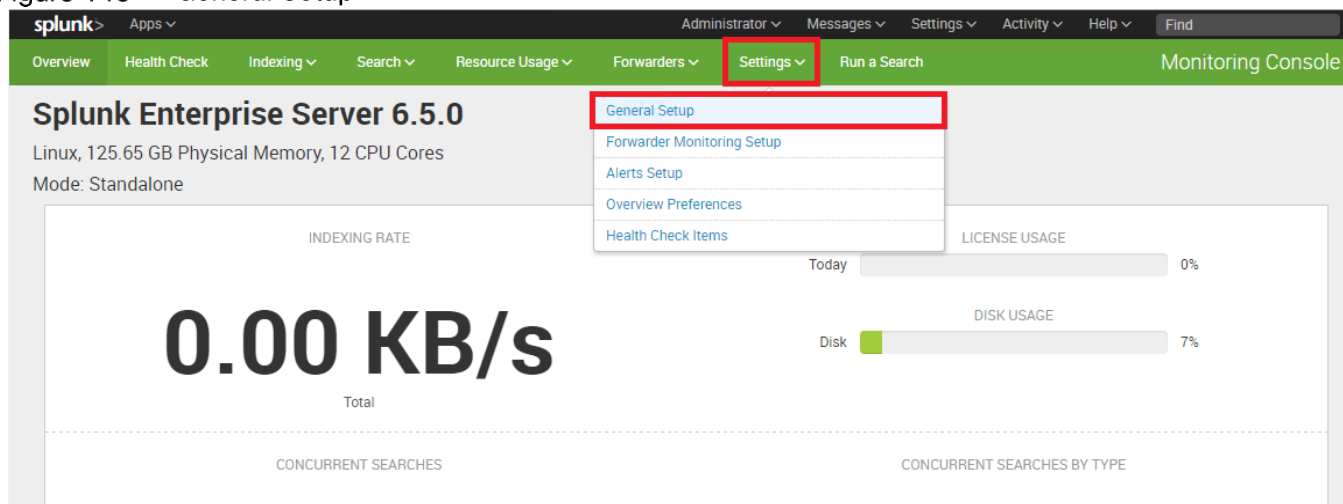 splunk> Apps Administrator Messages Settings Activity Help Find
Overview Health Check Indexing Search Resource Usage Forwarders Settings Run a Search Monitoring Console
Splunk Enterprise Server 6.5.0
Linux, 125.65 GB Physical Memory, 12 CPU Cores
Mode: Standalone
General Setup
Forwarder Monitoring Setup
Alerts Setup
Overview Preferences
Health Check Items
INDEXING RATE
0.00 KB/s
Total
LICENSE USAGE
Today 0%
DISK USAGE
Disk 7%
CONCURRENT SEARCHES
CONCURRENT SEARCHES BY TYPE